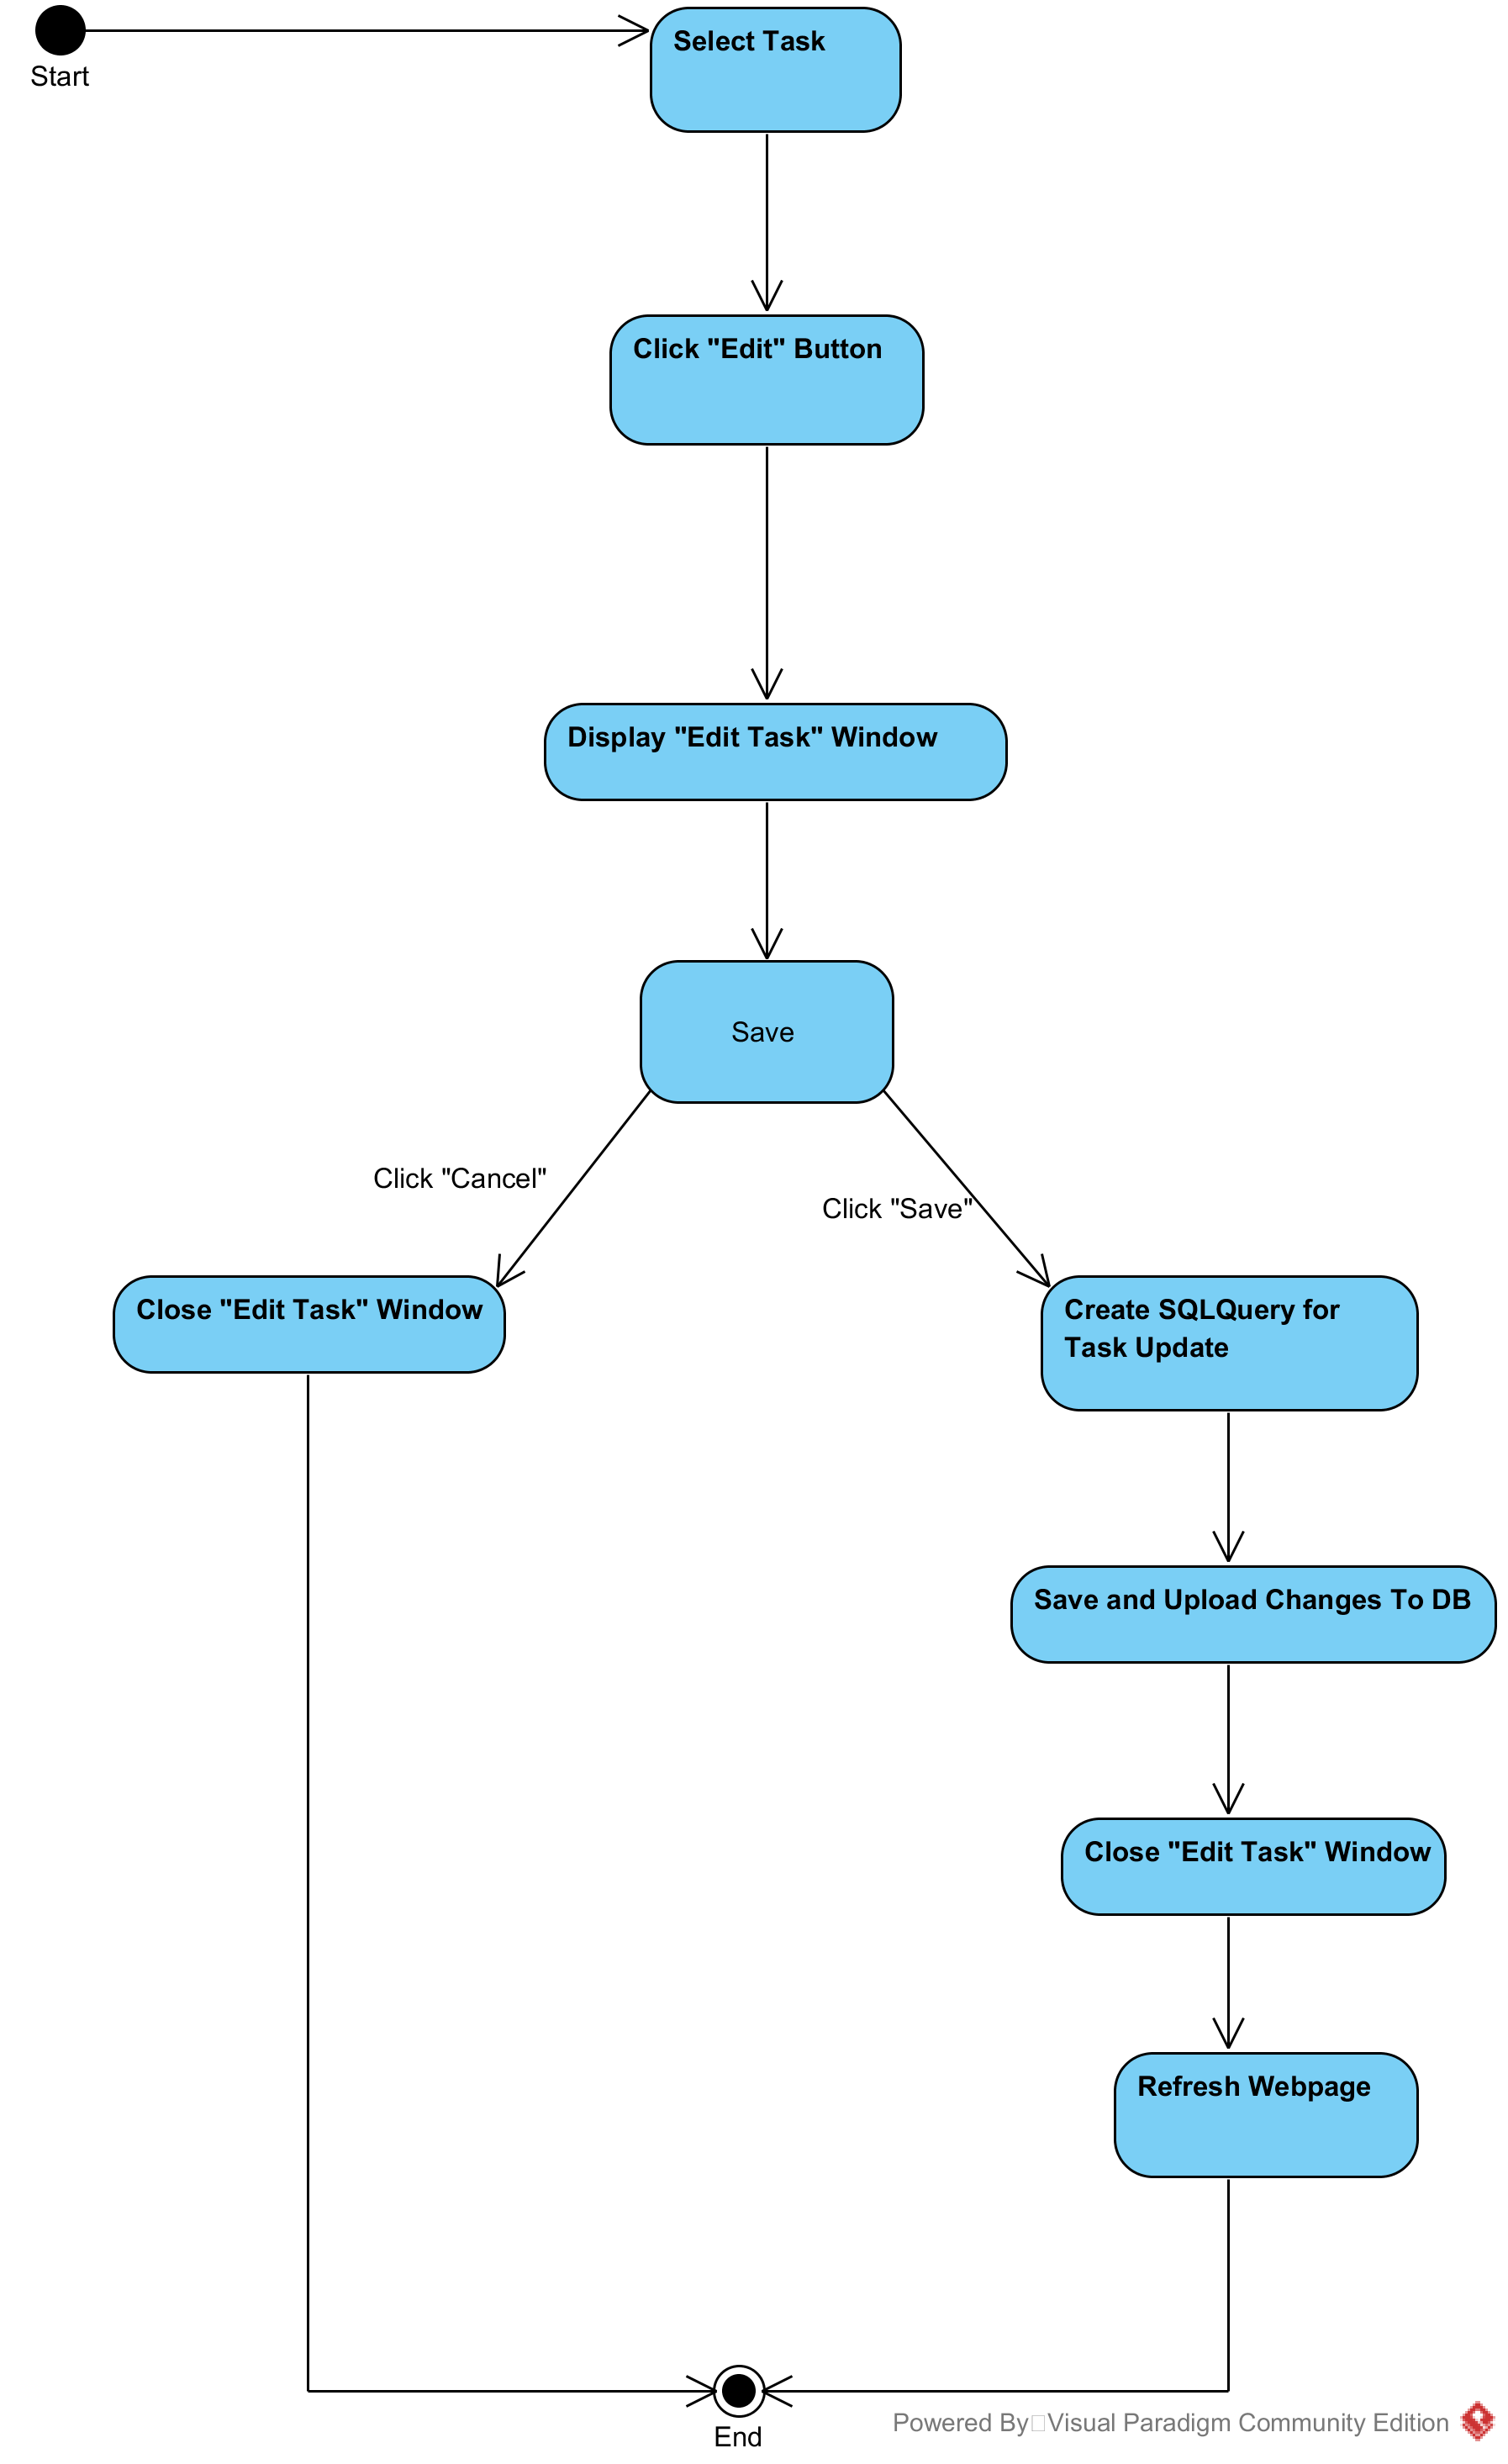 Start
Select Task
Click "Edit" Button
Display "Edit Task" Window
Save
Click "Cancel"
Click "Save"
Close "Edit Task" Window
Create SQLQuery for
Task Update
Save and Upload Changes To DB
Close "Edit Task" Window
Refresh Webpage
End
Powered By□Visual Paradigm Community Edition